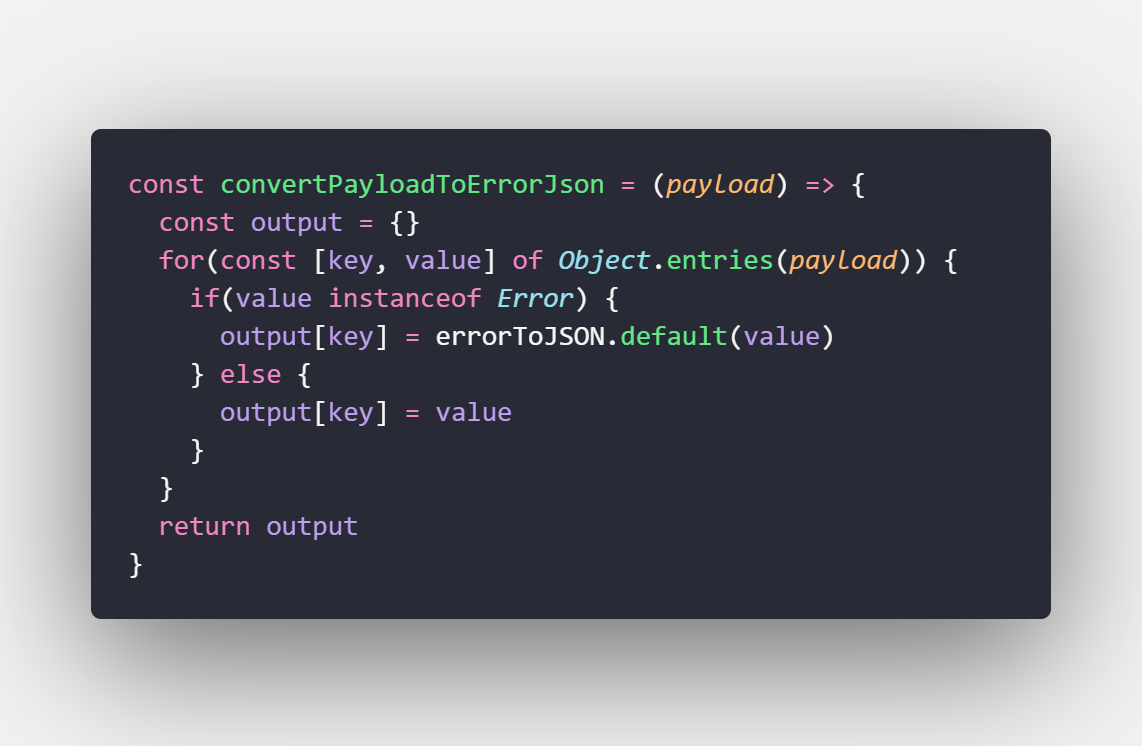 const convertPayloadToErrorJson = (payload) => {
  const output = {}
  for(const [key, value] of Object.entries(payload)) {
    if(value instanceof Error) {
      output[key] = errorToJSON.default(value)
    } else {
      output[key] = value
    }
  }
  return output
}